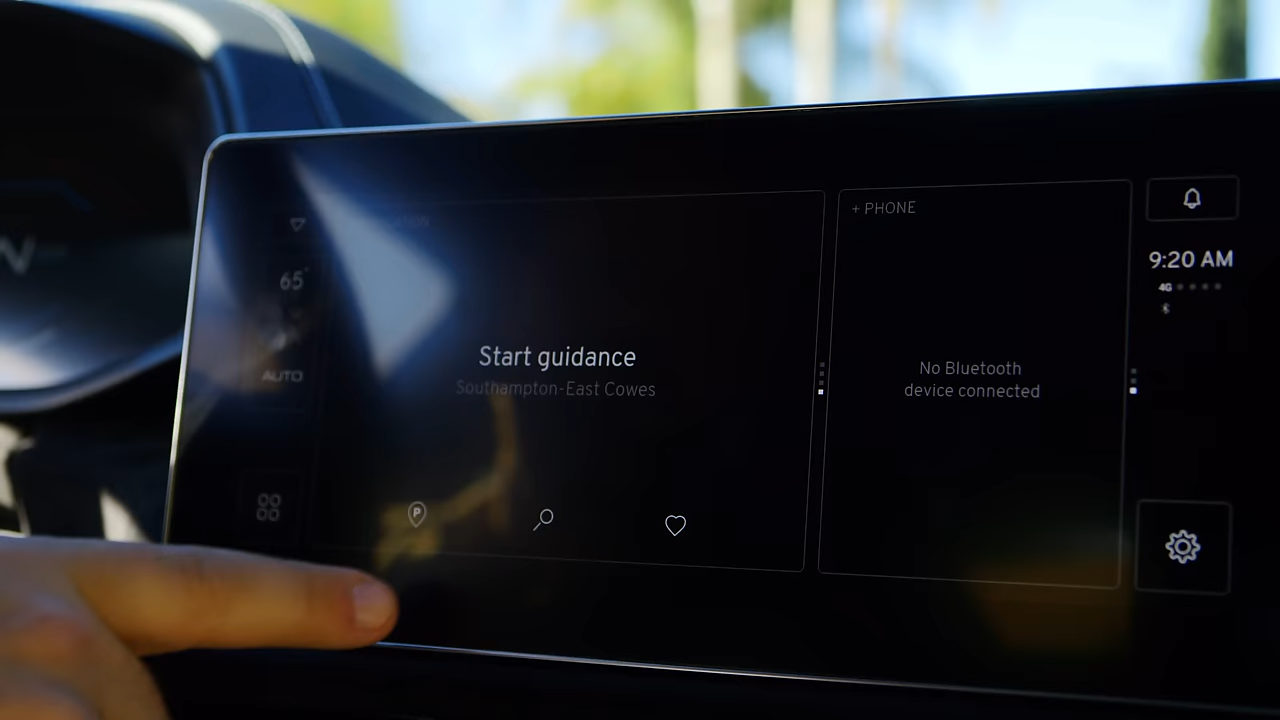 65°
AUTO
Start guidance
Southampton-East Cowes
P
+ PHONE
No Bluetooth
device connected
9:20 AM
4G